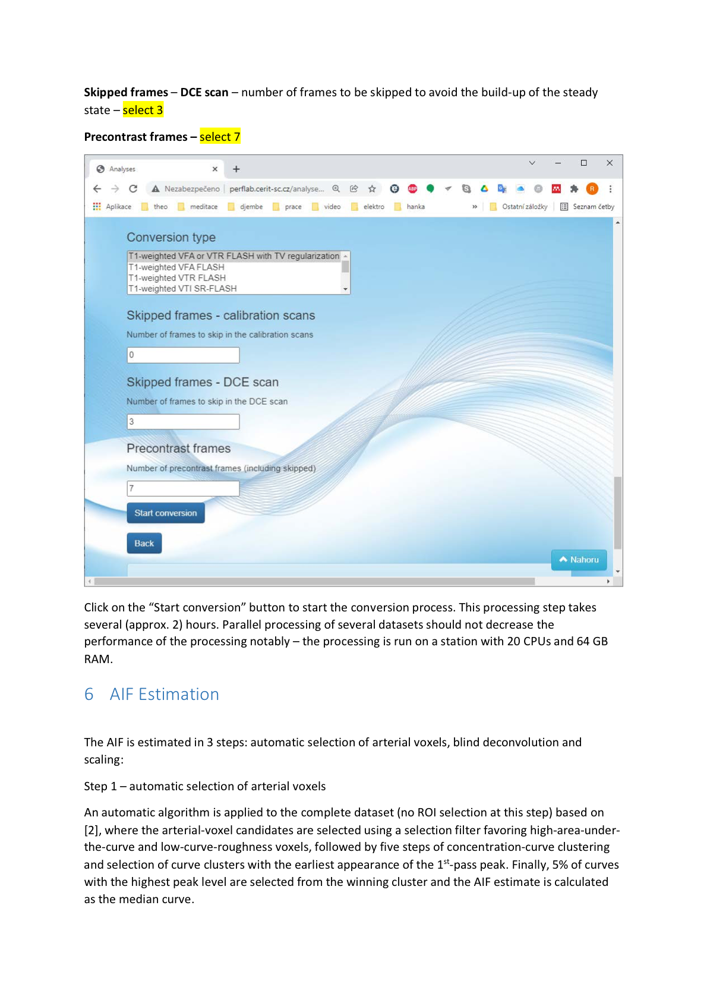 Skipped frames – DCE scan – number of frames to be skipped to avoid the build-up of the steady
state – select 3
Precontrast frames – select 7
Analyses
Nezabezpečeno | perflab.cerit-sc.cz/analyse...
ABP
R
Aplikace theo meditace djembe prace video elektro hanka » Ostatní záložky Seznam četby
Conversion type
T1-weighted VFA or VTR FLASH with TV regularization
T1-weighted VFA FLASH
T1-weighted VTR FLASH
T1-weighted VTI SR-FLASH
Skipped frames - calibration scans
Number of frames to skip in the calibration scans
0
Skipped frames - DCE scan
Number of frames to skip in the DCE scan
3
Precontrast frames
Number of precontrast frames (including skipped)
7
Start conversion
Back
Nahoru
Click on the “Start conversion” button to start the conversion process. This processing step takes
several (approx. 2) hours. Parallel processing of several datasets should not decrease the
performance of the processing notably – the processing is run on a station with 20 CPUs and 64 GB
RAM.
6 AIF Estimation
The AIF is estimated in 3 steps: automatic selection of arterial voxels, blind deconvolution and
scaling:
Step 1 – automatic selection of arterial voxels
An automatic algorithm is applied to the complete dataset (no ROI selection at this step) based on
[2], where the arterial-voxel candidates are selected using a selection filter favoring high-area-under-
the-curve and low-curve-roughness voxels, followed by five steps of concentration-curve clustering
and selection of curve clusters with the earliest appearance of the 1st-pass peak. Finally, 5% of curves
with the highest peak level are selected from the winning cluster and the AIF estimate is calculated
as the median curve.